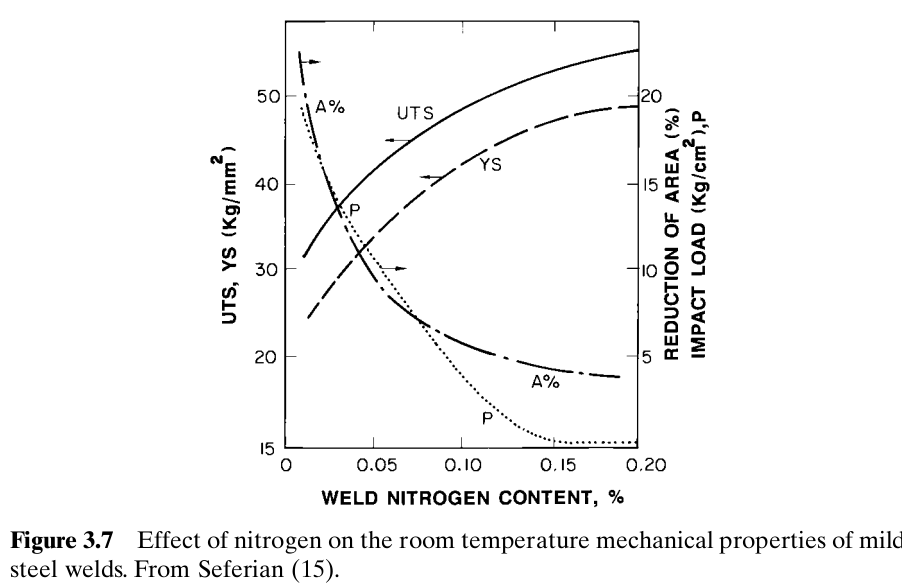 50
40
30
20
15
UTS, YS (Kg/mm²)
A%
UTS
YS
P
A%
P
20
15
10
5
REDUCTION OF AREA (%)
IMPACT LOAD (Kg/cm²),P
0 0.05 0.10 0.15 0.20
WELD NITROGEN CONTENT, %
Figure 3.7 Effect of nitrogen on the room temperature mechanical properties of mild
steel welds. From Seferian (15).